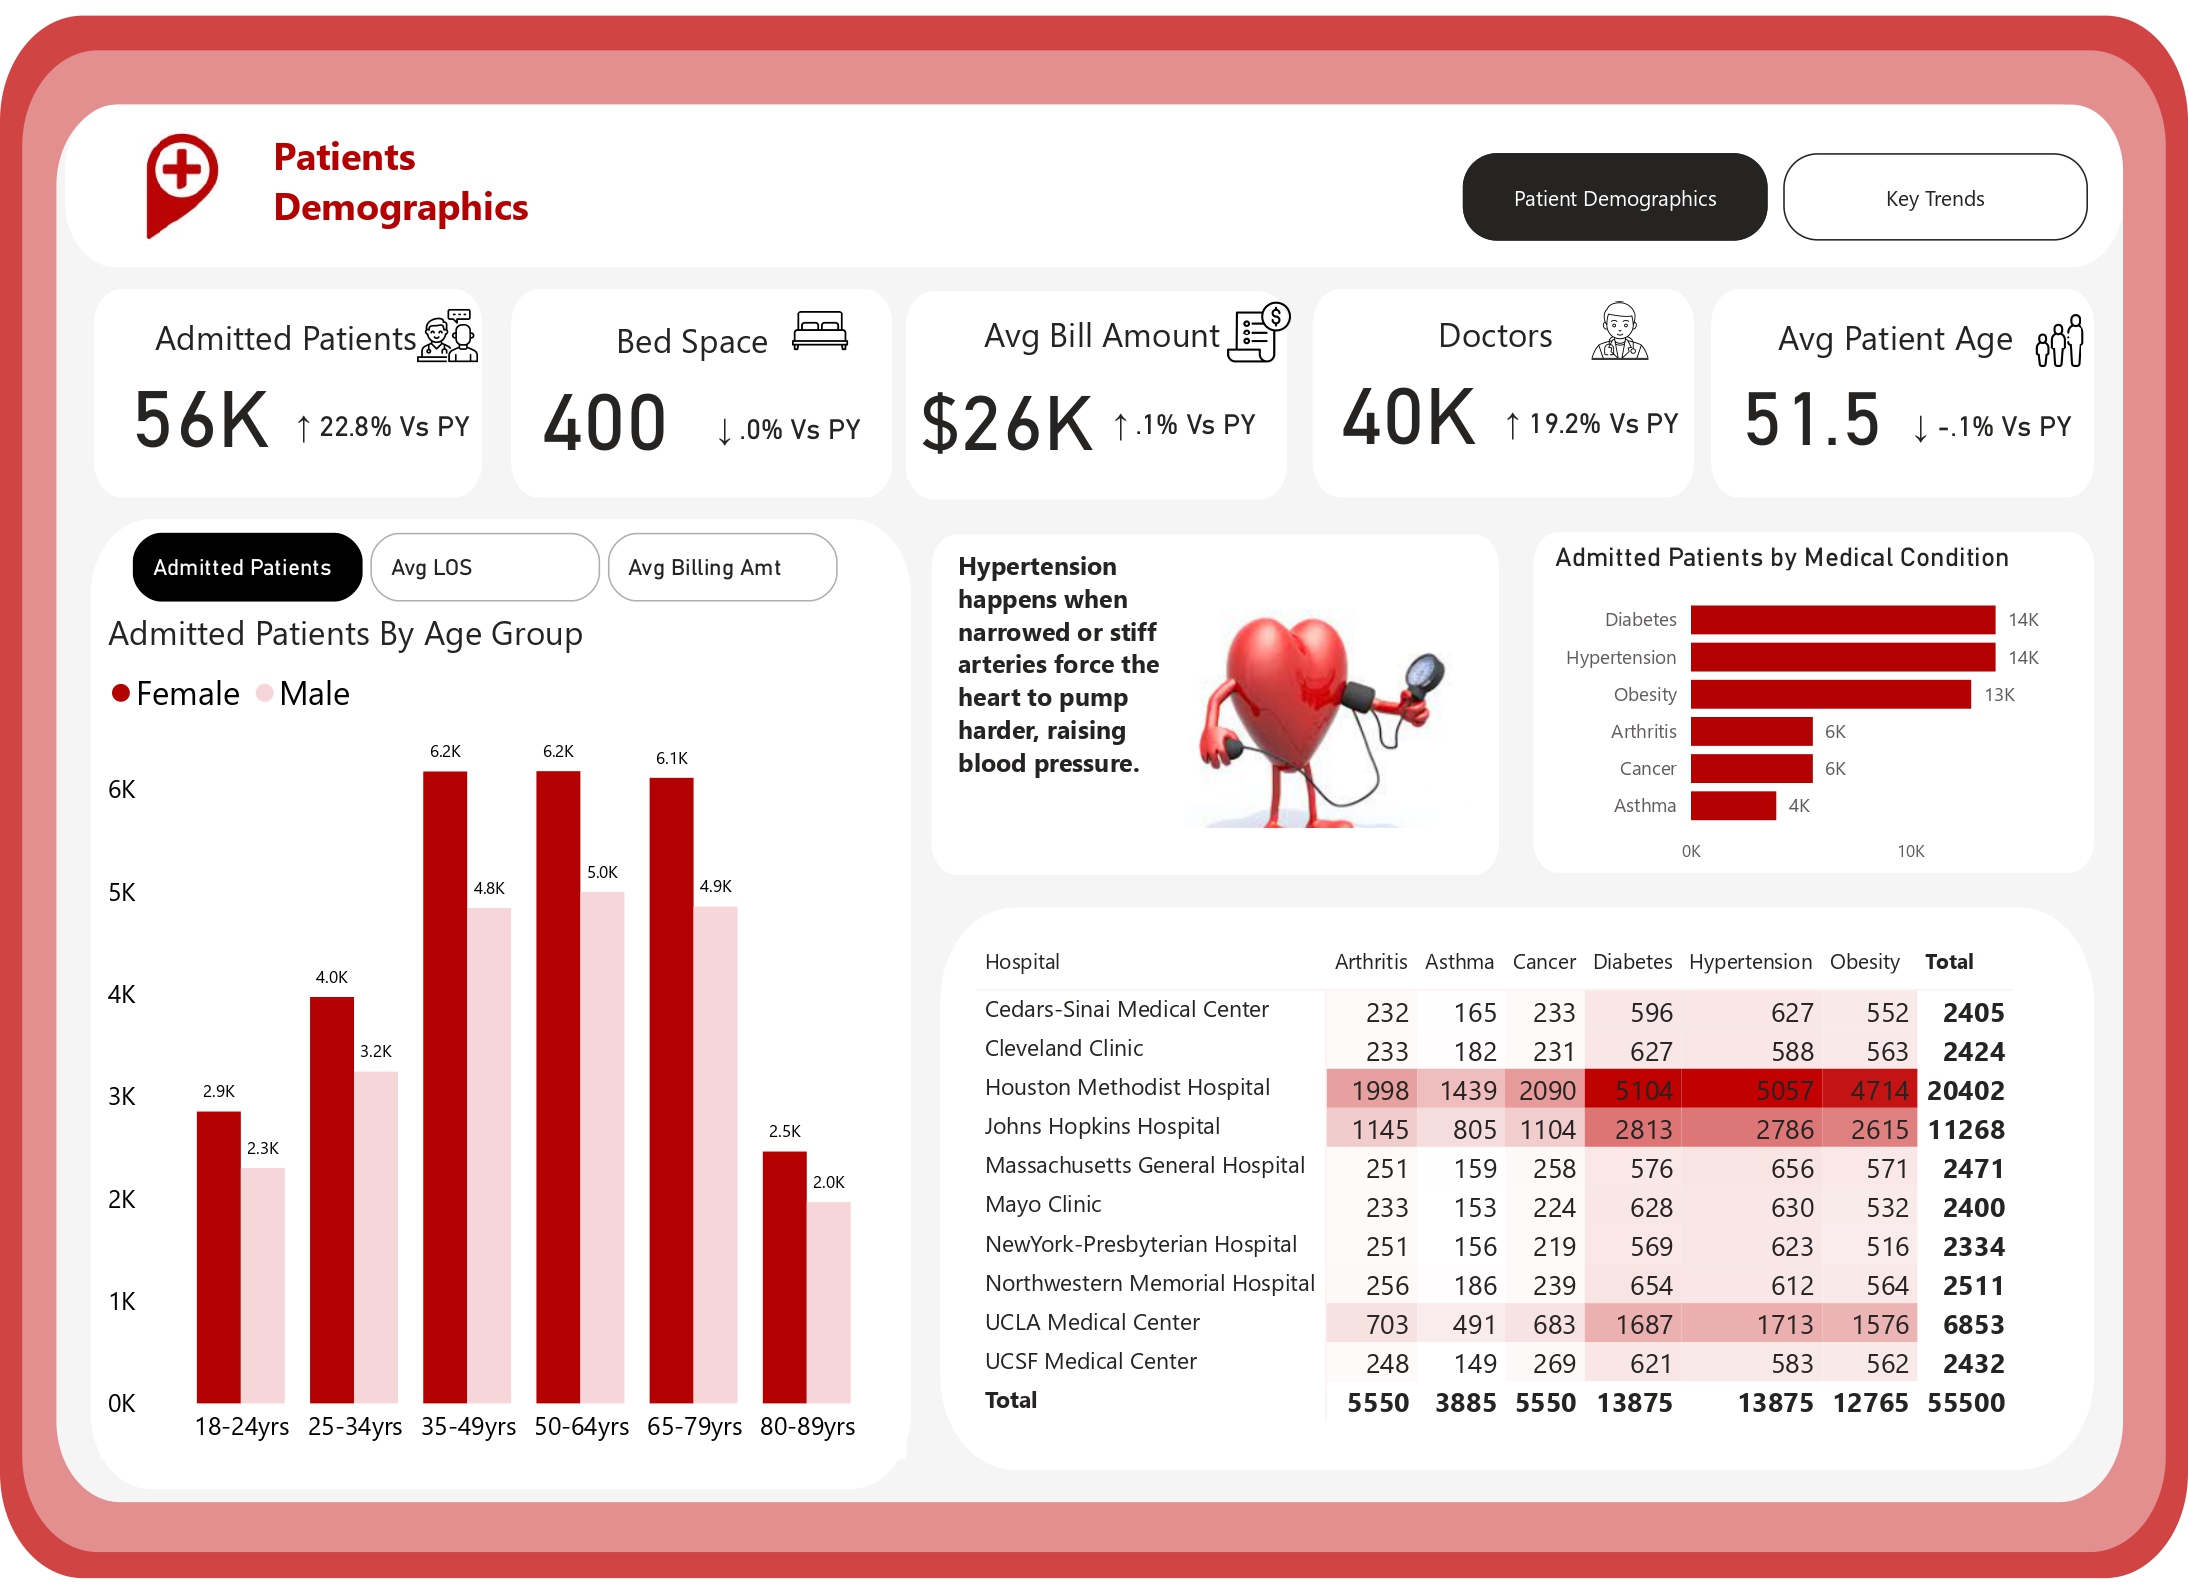 Patients
Demographics
Patient Demographics
Key Trends
Admitted Patients
56K ↑ 22.8% Vs PY
Bed Space
400 ↓ .0% Vs PY
Avg Bill Amount
$
$26K ↑ .1% Vs PY
Doctors
40K ↑ 19.2% Vs PY
Avg Patient Age
51.5 ↓ -.1% Vs PY
Admitted Patients
Avg LOS
Avg Billing Amt
Admitted Patients By Age Group
Female Male
6K
5K
4K
3K
2K
1K
0K
2.9K
2.3K
4.0K
3.2K
6.2K
4.8K
6.2K
5.0K
6.1K
4.9K
2.5K
2.0K
18-24yrs 25-34yrs 35-49yrs 50-64yrs 65-79yrs 80-89yrs
Hypertension
happens when
narrowed or stiff
arteries force the
heart to pump
harder, raising
blood pressure.
Admitted Patients by Medical Condition
Diabetes 14K
Hypertension 14K
Obesity 13K
Arthritis 6K
Cancer 6K
Asthma 4K
0K 10K
Hospital Arthritis Asthma Cancer Diabetes Hypertension Obesity Total
Cedars-Sinai Medical Center 232 165 233 596 627 552 2405
Cleveland Clinic 233 182 231 627 588 563 2424
Houston Methodist Hospital 1998 1439 2090 5104 5057 4714 20402
Johns Hopkins Hospital 1145 805 1104 2813 2786 2615 11268
Massachusetts General Hospital 251 159 258 576 656 571 2471
Mayo Clinic 233 153 224 628 630 532 2400
NewYork-Presbyterian Hospital 251 156 219 569 623 516 2334
Northwestern Memorial Hospital 256 186 239 654 612 564 2511
UCLA Medical Center 703 491 683 1687 1713 1576 6853
UCSF Medical Center 248 149 269 621 583 562 2432
Total 5550 3885 5550 13875 13875 12765 55500